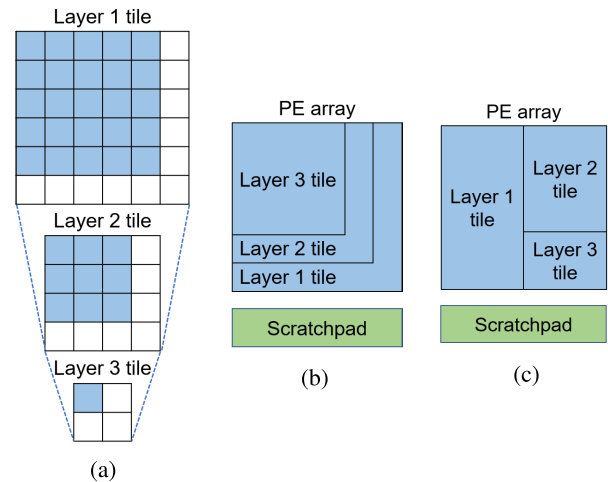 Layer 1 tile
Layer 2 tile
Layer 3 tile
(a)
PE array
Layer 3 tile
Layer 2 tile
Layer 1 tile
Scratchpad
(b)
PE array
Layer 1
tile
Layer 2
tile
Layer 3
tile
Scratchpad
(c)